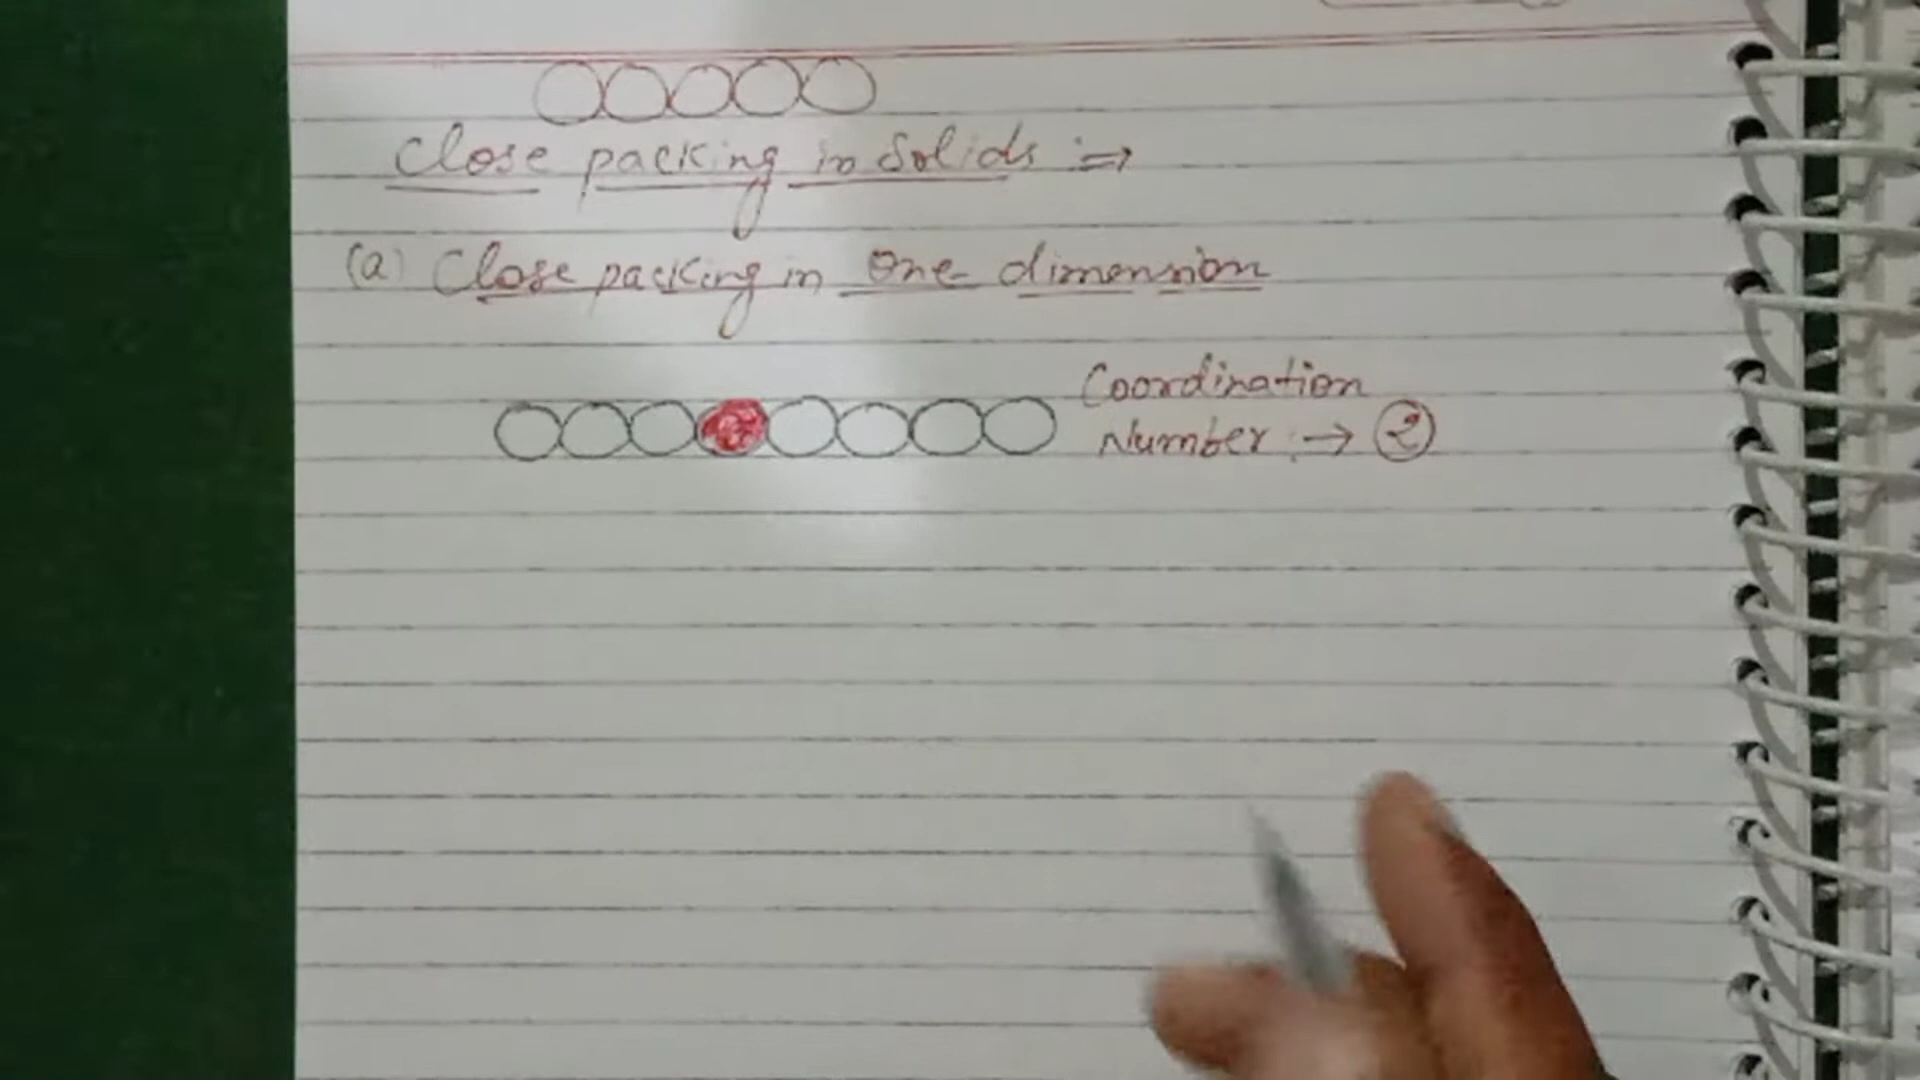 Close packing in Solids :⇒
(a) Close packing in One dimension
Coordination
Number :→ 2